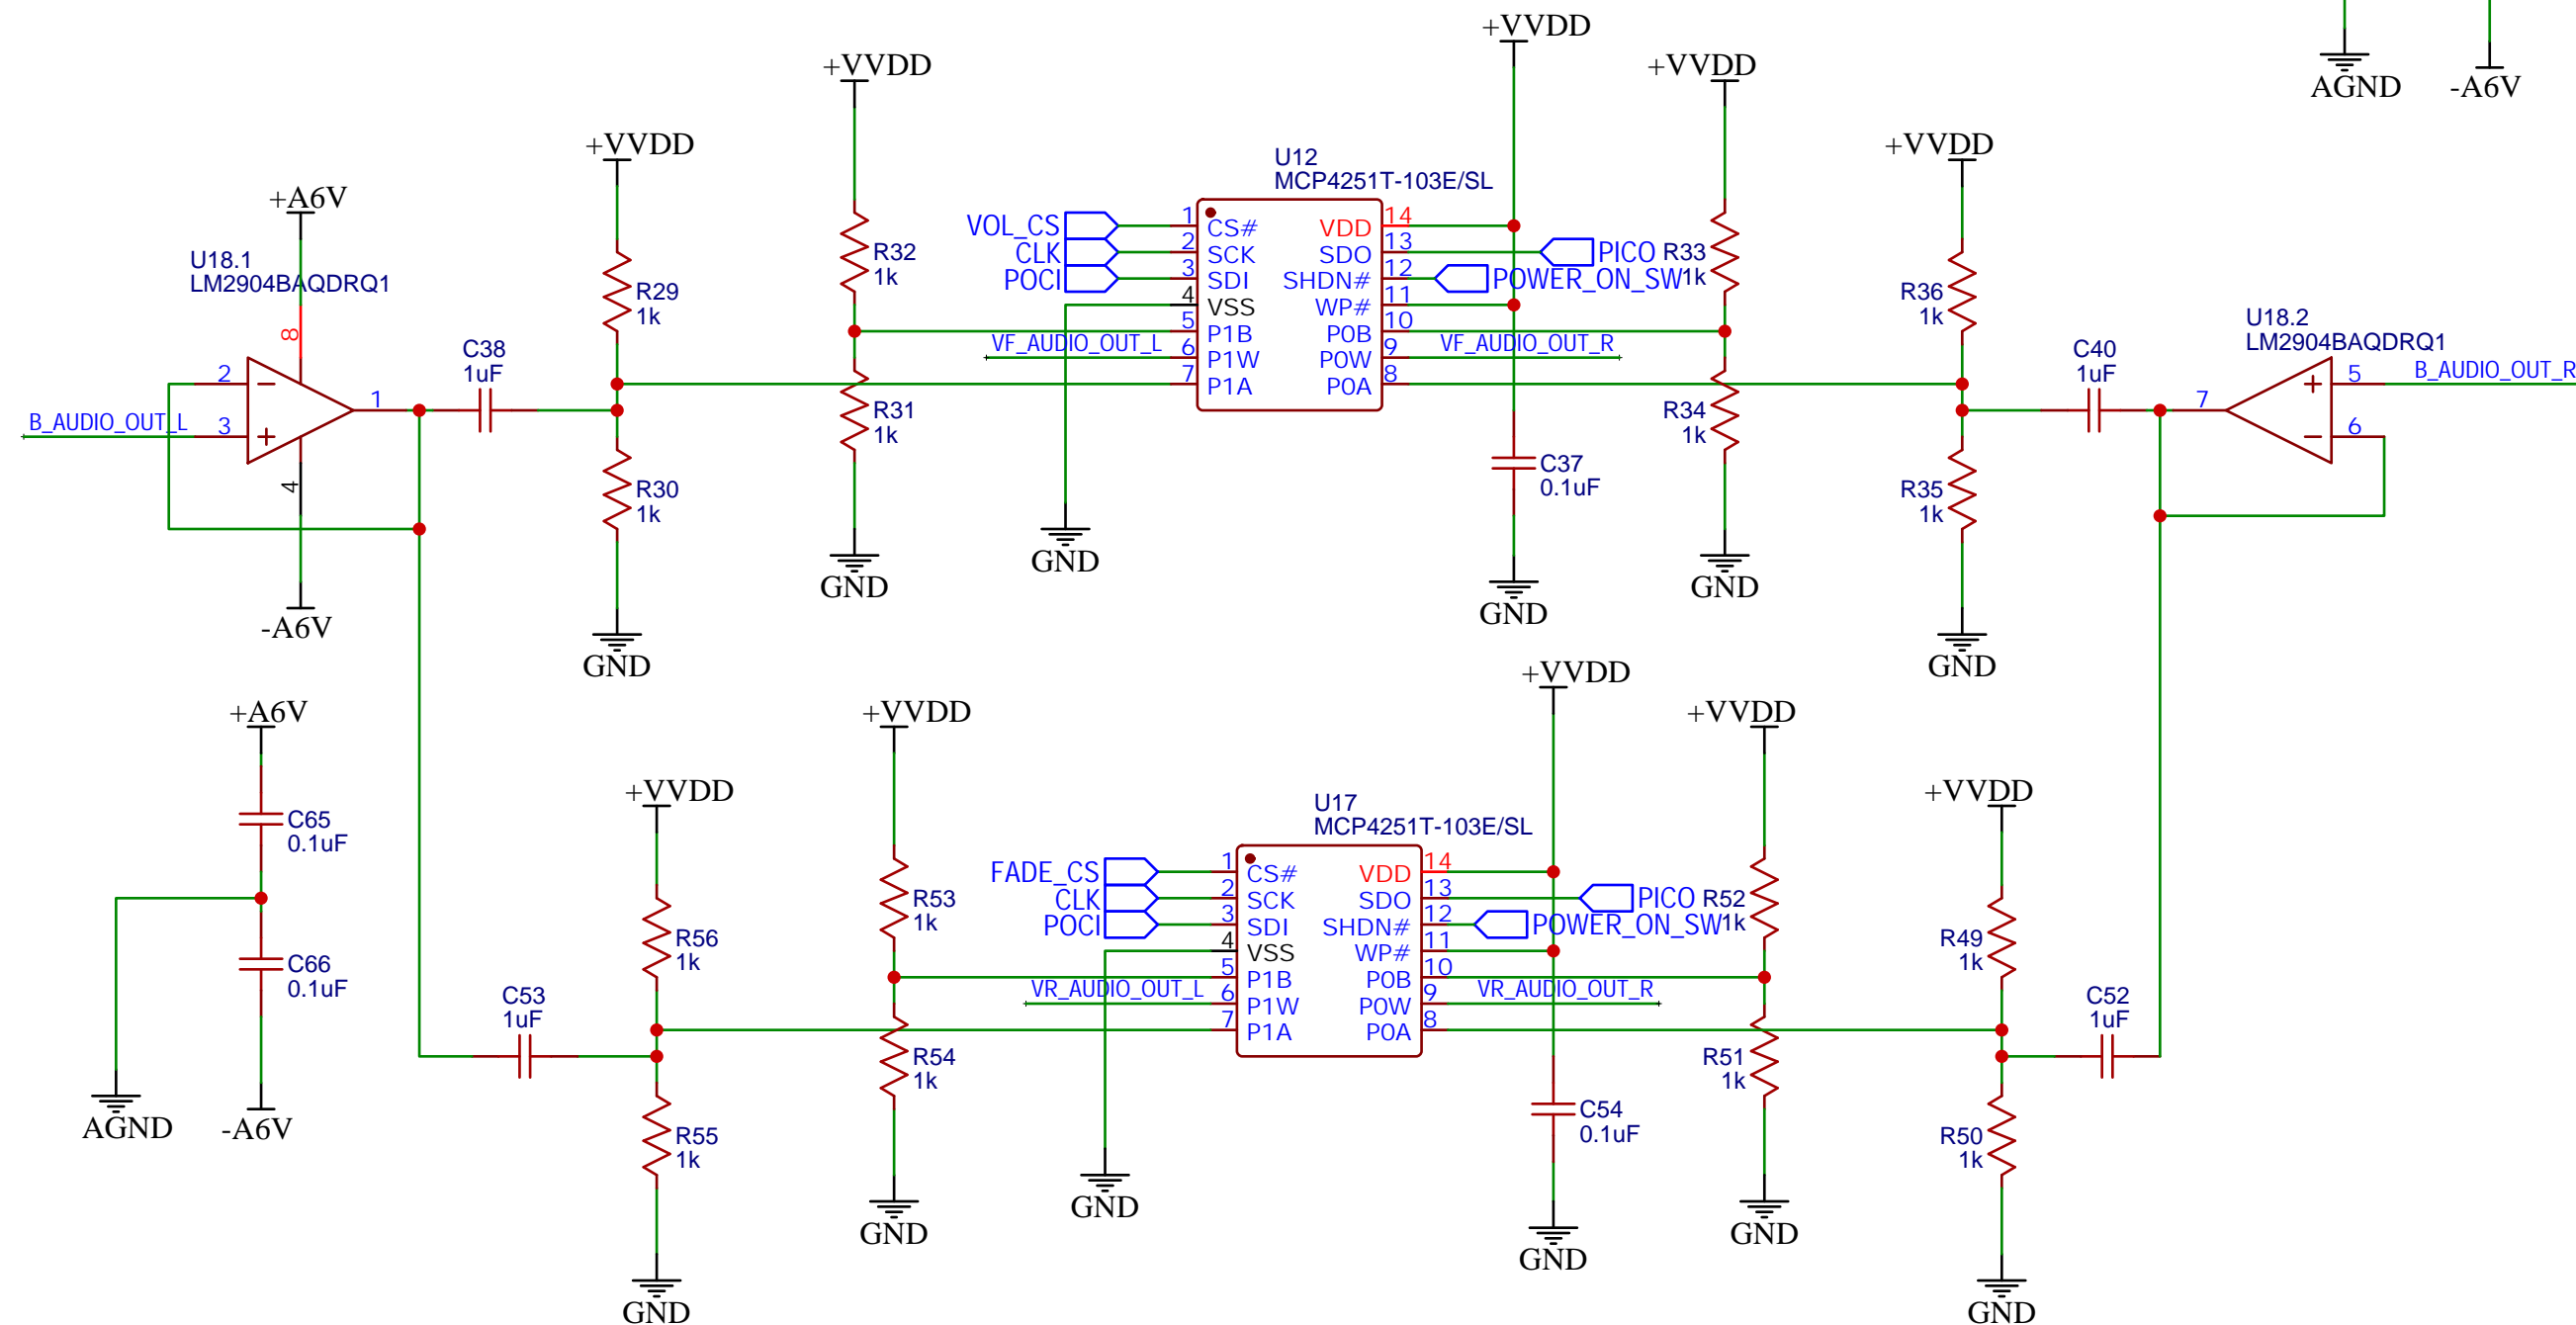 AGND
-A6V
+VVDD
+VVDD
+VVDD
+VVDD
+VVDD
+A6V
U18.1
LM2904BAQDRQ1
8
2
3
1
4
B_AUDIO_OUT_L
-A6V
C38
1uF
R29
1k
R30
1k
GND
R32
1k
R31
1k
GND
U12
MCP4251T-103E/SL
VOL_CS
CLK
POCI
1 CS#
2 SCK
3 SDI
4 VSS
5 P1B
6 P1W
7 P1A
VDD 14
SDO 13
SHDN# 12
WP# 11
P0B 10
P0W 9
P0A 8
VF_AUDIO_OUT_L
VF_AUDIO_OUT_R
PICO
POWER_ON_SW
GND
C37
0.1uF
GND
R33
1k
R34
1k
GND
R36
1k
R35
1k
GND
C40
1uF
U18.2
LM2904BAQDRQ1
7
5
6
B_AUDIO_OUT_R
+A6V
C65
0.1uF
C66
0.1uF
AGND
-A6V
+VVDD
+VVDD
+VVDD
+VVDD
+VVDD
C53
1uF
R56
1k
R55
1k
GND
R53
1k
R54
1k
GND
U17
MCP4251T-103E/SL
FADE_CS
CLK
POCI
1 CS#
2 SCK
3 SDI
4 VSS
5 P1B
6 P1W
7 P1A
VDD 14
SDO 13
SHDN# 12
WP# 11
P0B 10
P0W 9
P0A 8
VR_AUDIO_OUT_L
VR_AUDIO_OUT_R
PICO
POWER_ON_SW
GND
C54
0.1uF
GND
R52
1k
R51
1k
GND
R49
1k
R50
1k
GND
C52
1uF